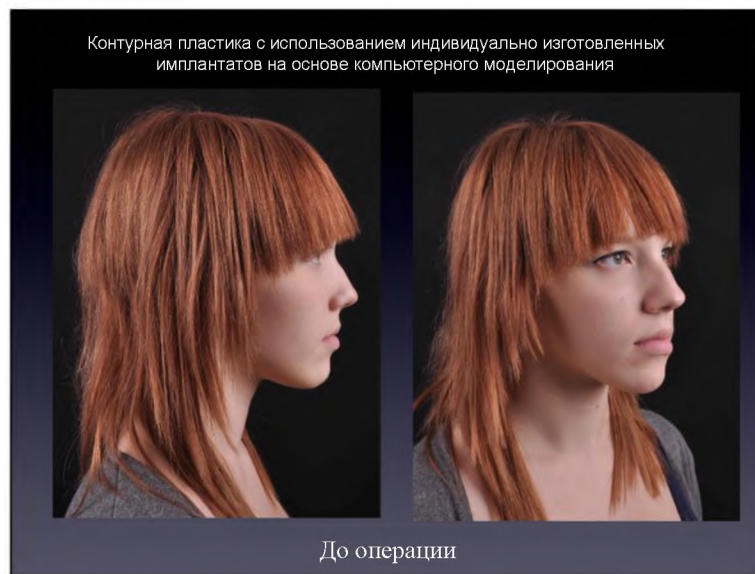 Контурная пластика с использованием индивидуально изготовленных
имплантатов на основе компьютерного моделирования
До операции